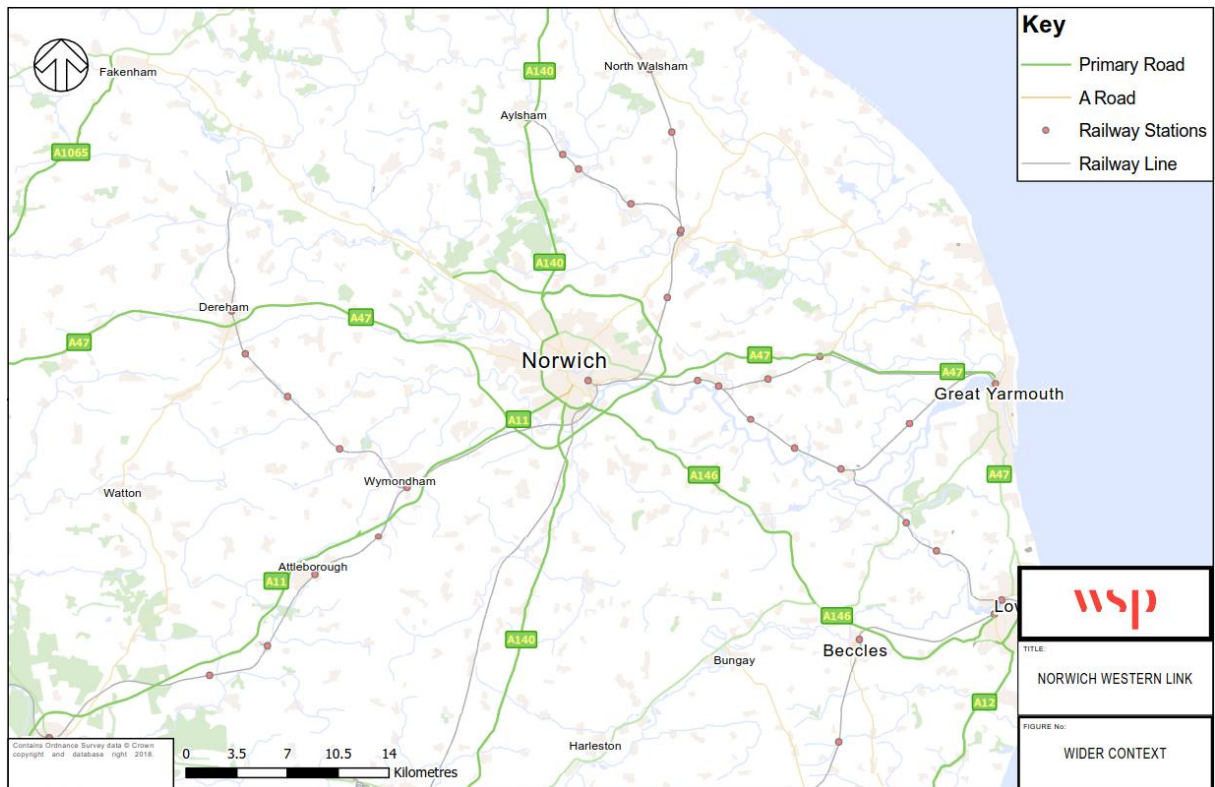 Key
Primary Road
A Road
Railway Stations
Railway Line
A140
North Walsham
Fakenham
Aylsham
A1065
A140
Dereham
A47
A47
Norwich
A47
A47
Great Yarmouth
A11
A146
A47
Wymondham
Watton
Attleborough
A11
A146
Low
A140
Beccles
Bungay
A12
Harleston
wsp
TITLE:
NORWICH WESTERN LINK
FIGURE No:
WIDER CONTEXT
Contains Ordnance Survey data © Crown
copyright and database right 2018.
0 3.5 7 10.5 14
Kilometres